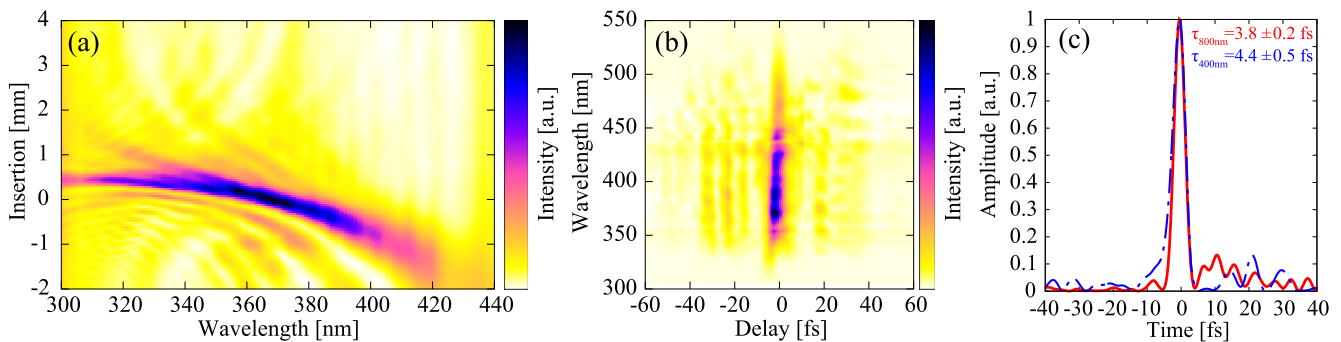 (a)
4
3
2
1
0
-1
-2
Insertion [mm]
300 320 340 360 380 400 420 440
Wavelength [nm]
Intensity [a.u.]
(b)
550
500
450
400
350
300
Wavelength [nm]
-60 -40 -20 0 20 40 60
Delay [fs]
Intensity [a.u.]
(c)
τ800nm=3.8 ±0.2 fs
τ400nm=4.4 ±0.5 fs
1
0.9
0.8
0.7
0.6
0.5
0.4
0.3
0.2
0.1
0
Amplitude [a.u.]
-40 -30 -20 -10 0 10 20 30 40
Time [fs]